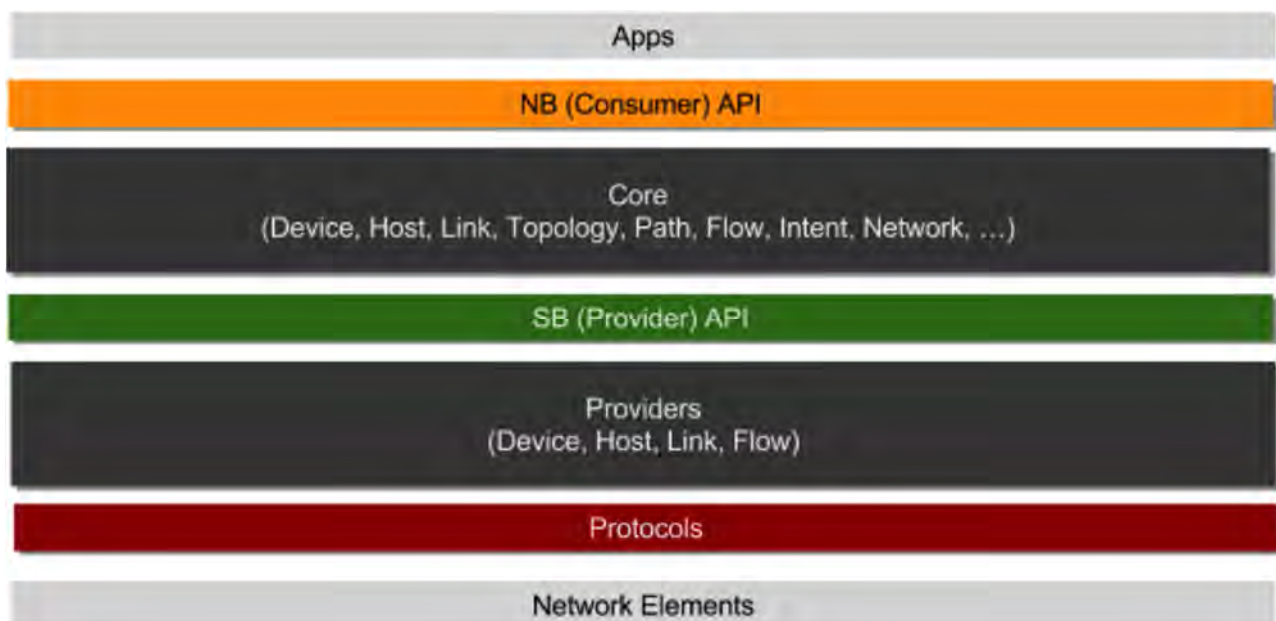 Apps
NB (Consumer) API
Core
(Device, Host, Link, Topology, Path, Flow, Intent, Network, …)
SB (Provider) API
Providers
(Device, Host, Link, Flow)
Protocols
Network Elements